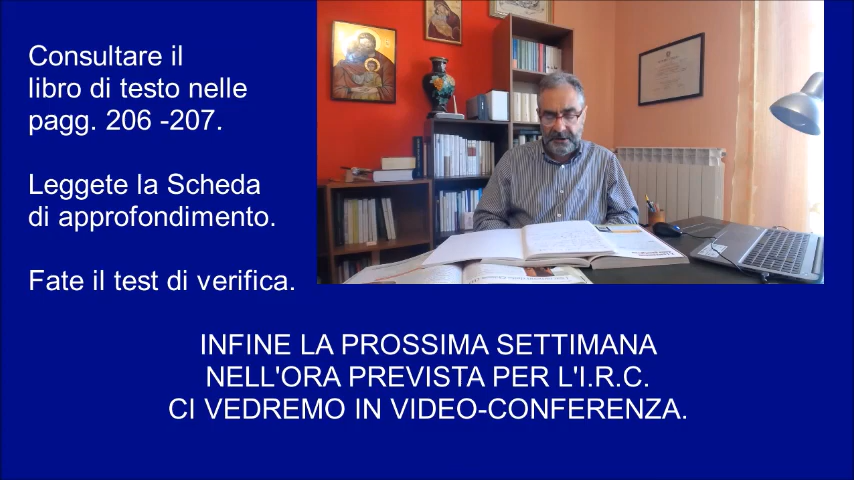 Consultare il
libro di testo nelle
pagg. 206 -207.
Leggete la Scheda
di approfondimento.
Fate il test di verifica.
INFINE LA PROSSIMA SETTIMANA
NELL'ORA PREVISTA PER L'I.R.C.
CI VEDREMO IN VIDEO-CONFERENZA.